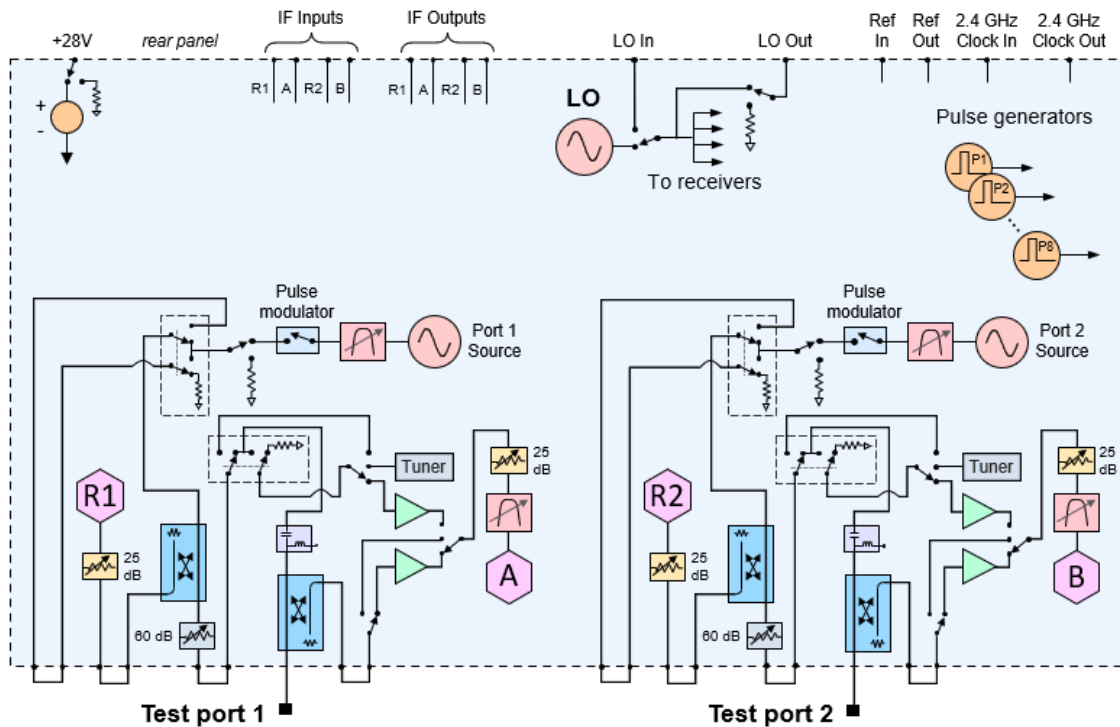 IF Inputs
IF Outputs
+28V
rear panel
R1
A
R2
B
R1
A
R2
B
LO In
LO Out
Ref
In
Ref
Out
2.4 GHz
Clock In
2.4 GHz
Clock Out
+
-
LO
To receivers
Pulse generators
P1
P2
P8
Pulse
modulator
Port 1
Source
Pulse
modulator
Port 2
Source
R1
25
dB
60 dB
Tuner
25
dB
A
R2
25
dB
60 dB
Tuner
25
dB
B
Test port 1
Test port 2